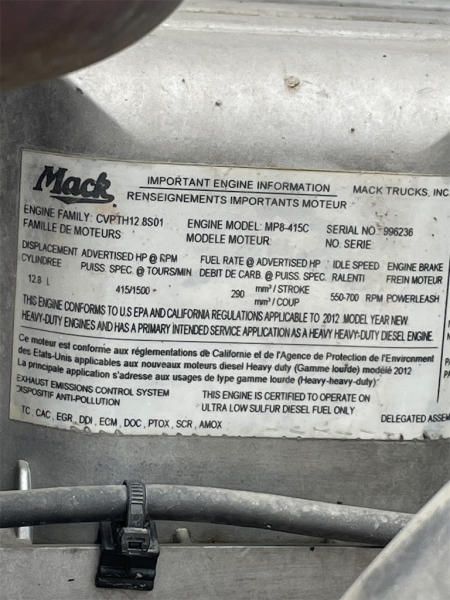 Mack IMPORTANT ENGINE INFORMATION MACK TRUCKS, INC
RENSEIGNEMENTS IMPORTANTS MOTEUR
ENGINE FAMILY: CVPTH12.8S01 ENGINE MODEL: MP8-415C SERIAL NO 996236
FAMILLE DE MOTEURS MODELE MOTEUR: NO. SERIE
DISPLACEMENT ADVERTISED HP @ RPM FUEL RATE @ ADVERTISED HP IDLE SPEED ENGINE BRAKE
CYLINDREE PUISS. SPEC. @ TOURS/MIN DEBIT DE CARB. @ PUISS. SPEC RALENTI FREIN MOTEUR
12.8 L 415/1500 290 mm³ / STROKE 550-700 RPM POWERLEASH
mm³ / COUP
THIS ENGINE CONFORMS TO U.S EPA AND CALIFORNIA REGULATIONS APPLICABLE TO 2012 MODEL YEAR NEW
HEAVY-DUTY ENGINES AND HAS A PRIMARY INTENDED SERVICE APPLICATION AS A HEAVY HEAVY-DUTY DIESEL ENGINE.
Ce moteur est conforme aux réglementations de Californie et de l'Agence de Protection de l'Environment
des Etats-Unis applicables aux nouveaux moteurs diesel Heavy duty (Gamme lourde) modèle 2012
La principale application s'adresse aux usages de type gamme lourde (Heavy-heavy-duty)
EXHAUST EMISSIONS CONTROL SYSTEM THIS ENGINE IS CERTIFIED TO OPERATE ON
DISPOSITIF ANTI-POLLUTION ULTRA LOW SULFUR DIESEL FUEL ONLY
TC, CAC, EGR, DDI, ECM, DOC, PTOX, SCR, AMOX DELEGATED ASSEM